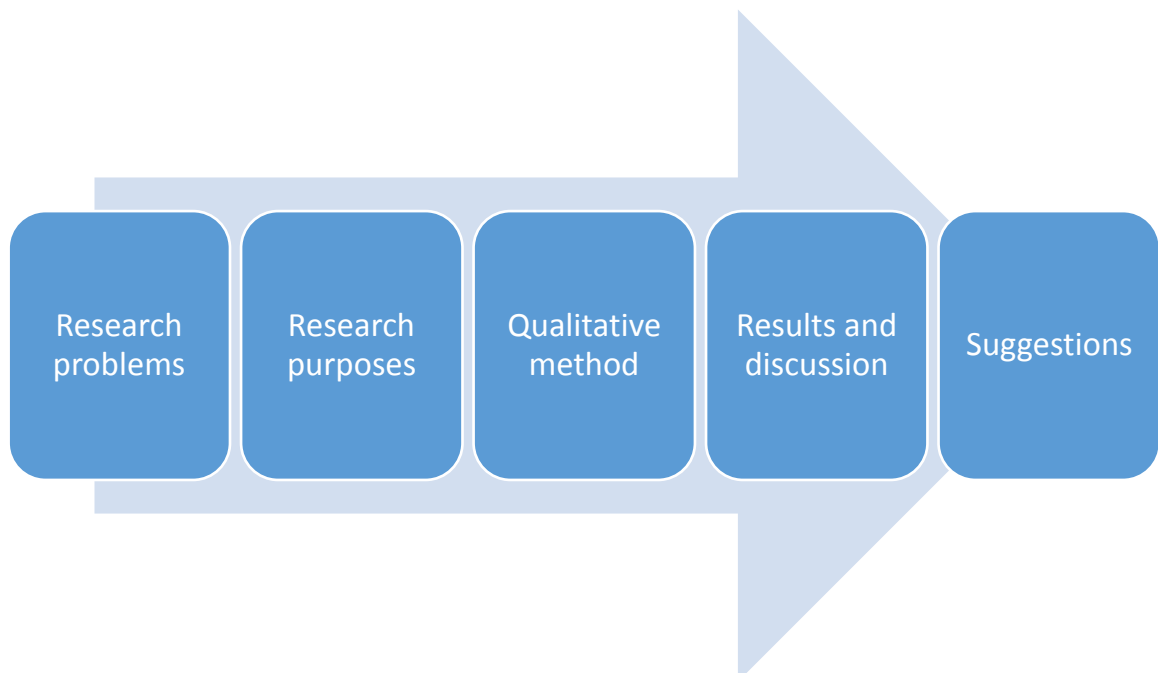 Research
problems
Research
purposes
Qualitative
method
Results and
discussion
Suggestions